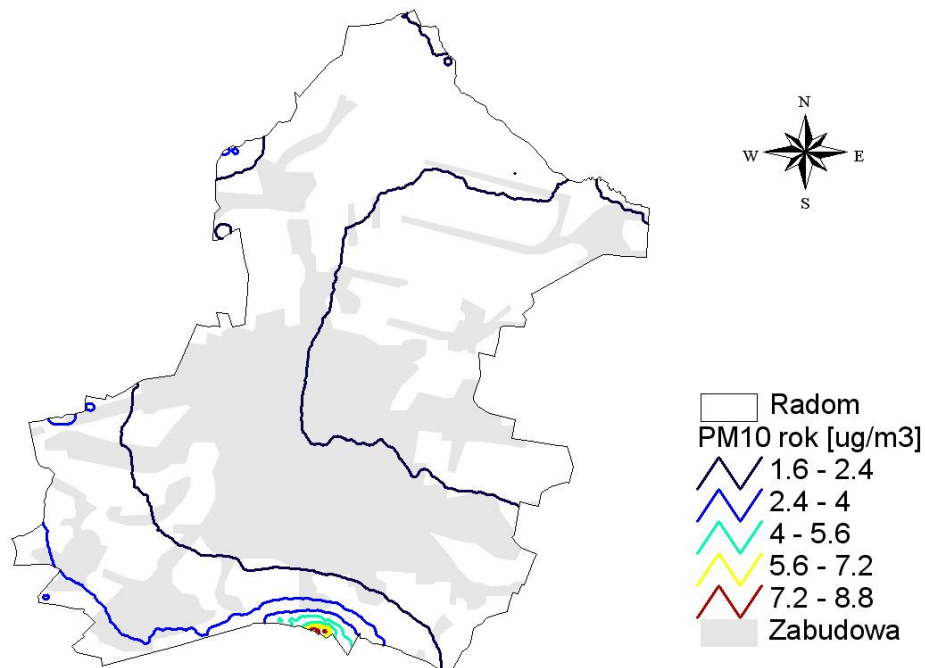 N
W E
S
Radom
PM10 rok [ug/m3]
1.6 - 2.4
2.4 - 4
4 - 5.6
5.6 - 7.2
7.2 - 8.8
Zabudowa